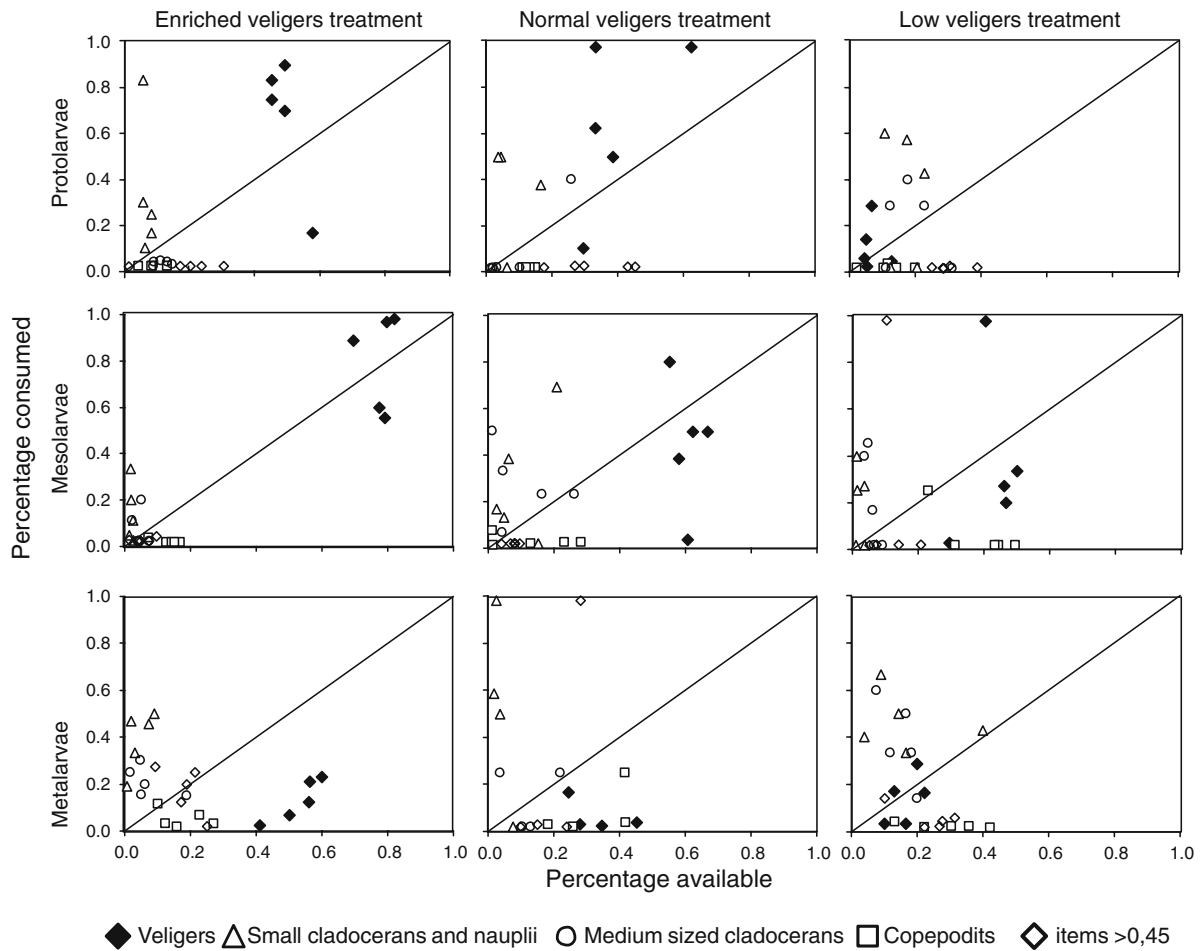 Enriched veligers treatment
Normal veligers treatment
Low veligers treatment
Percentage consumed
Protolarvae
1.0
0.8
0.6
0.4
0.2
0.0
Mesolarvae
1.0
0.8
0.6
0.4
0.2
0.0
Metalarvae
1.0
0.8
0.6
0.4
0.2
0.0
0.0 0.2 0.4 0.6 0.8 1.0
0.0 0.2 0.4 0.6 0.8 1.0
0.0 0.2 0.4 0.6 0.8 1.0
Percentage available
Veligers Small cladocerans and nauplii Medium sized cladocerans Copepodits items >0,45